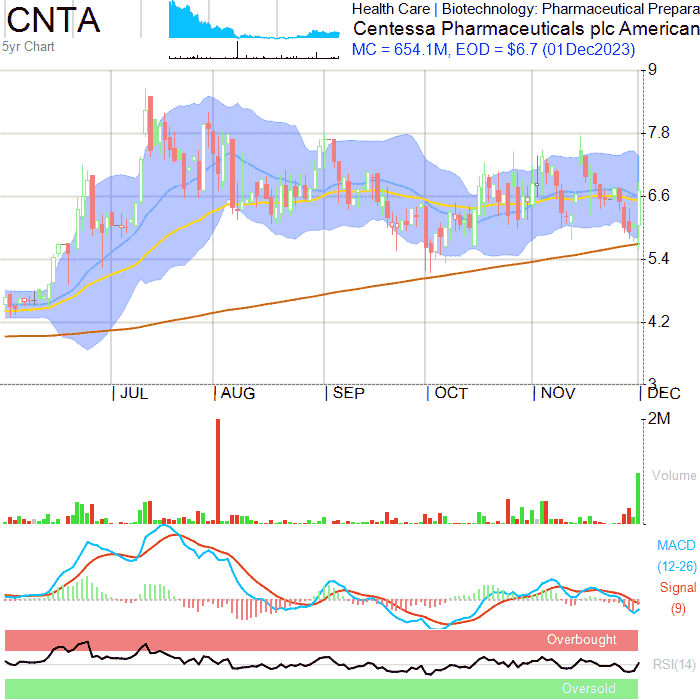 CNTA
5yr Chart
Health Care | Biotechnology: Pharmaceutical Prepara
Centessa Pharmaceuticals plc American
MC = 654.1M, EOD = $6.7 (01Dec2023)
9
7.8
6.6
5.4
4.2
3
JUL
AUG
SEP
OCT
NOV
DEC
2M
Volume
MACD
(12-26)
Signal
(9)
Overbought
RSI(14)
Oversold